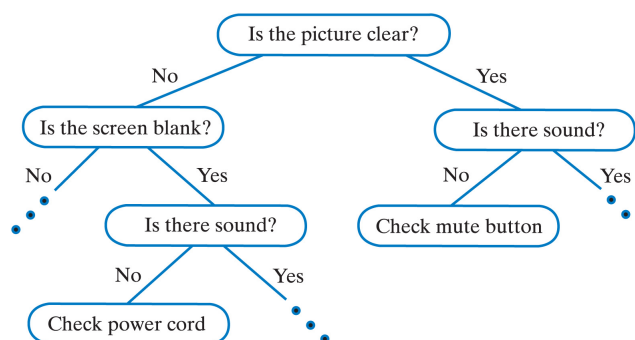 Is the picture clear?
No
Yes
Is the screen blank?
Is there sound?
No
Yes
No
Yes
Is there sound?
Check mute button
No
Yes
Check power cord